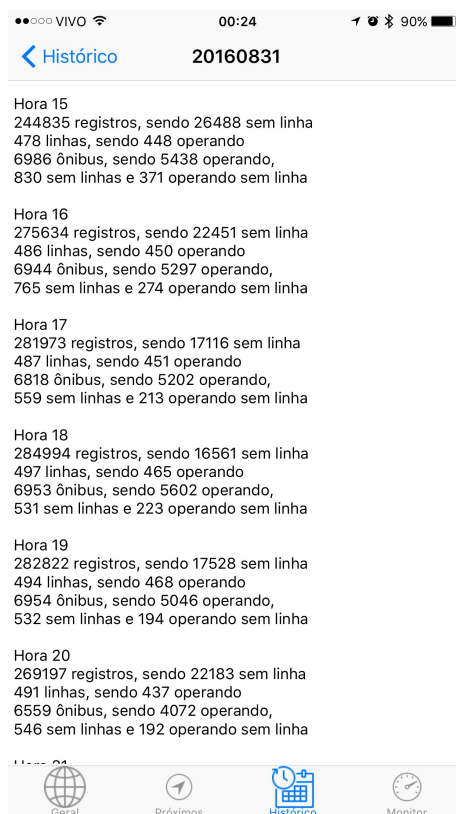 VIVO 00:24 90%
Histórico 20160831
Hora 15
244835 registros, sendo 26488 sem linha
478 linhas, sendo 448 operando
6986 ônibus, sendo 5438 operando,
830 sem linhas e 371 operando sem linha
Hora 16
275634 registros, sendo 22451 sem linha
486 linhas, sendo 450 operando
6944 ônibus, sendo 5297 operando,
765 sem linhas e 274 operando sem linha
Hora 17
281973 registros, sendo 17116 sem linha
487 linhas, sendo 451 operando
6818 ônibus, sendo 5202 operando,
559 sem linhas e 213 operando sem linha
Hora 18
284994 registros, sendo 16561 sem linha
497 linhas, sendo 465 operando
6953 ônibus, sendo 5602 operando,
531 sem linhas e 223 operando sem linha
Hora 19
282822 registros, sendo 17528 sem linha
494 linhas, sendo 468 operando
6954 ônibus, sendo 5046 operando,
532 sem linhas e 194 operando sem linha
Hora 20
269197 registros, sendo 22183 sem linha
491 linhas, sendo 437 operando
6559 ônibus, sendo 4072 operando,
546 sem linhas e 192 operando sem linha
Hora 21
Geral Próximos Histórico Monitor